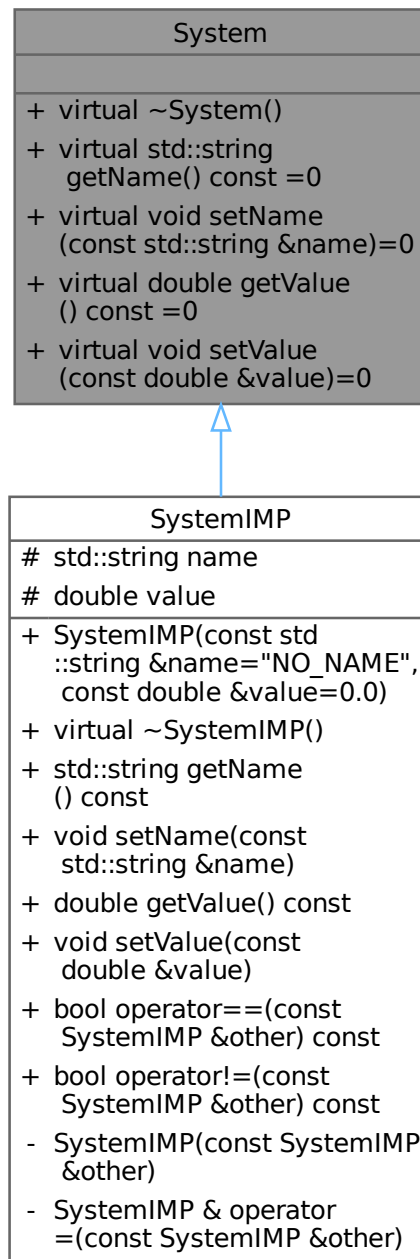 System
+ virtual ~System()
+ virtual std::string
getName() const =0
+ virtual void setName
(const std::string &name)=0
+ virtual double getValue
() const =0
+ virtual void setValue
(const double &value)=0
SystemIMP
# std::string name
# double value
+ SystemIMP(const std
::string &name="NO_NAME",
const double &value=0.0)
+ virtual ~SystemIMP()
+ std::string getName
() const
+ void setName(const
std::string &name)
+ double getValue() const
+ void setValue(const
double &value)
+ bool operator==(const
SystemIMP &other) const
+ bool operator!=(const
SystemIMP &other) const
- SystemIMP(const SystemIMP
&other)
- SystemIMP & operator
=(const SystemIMP &other)